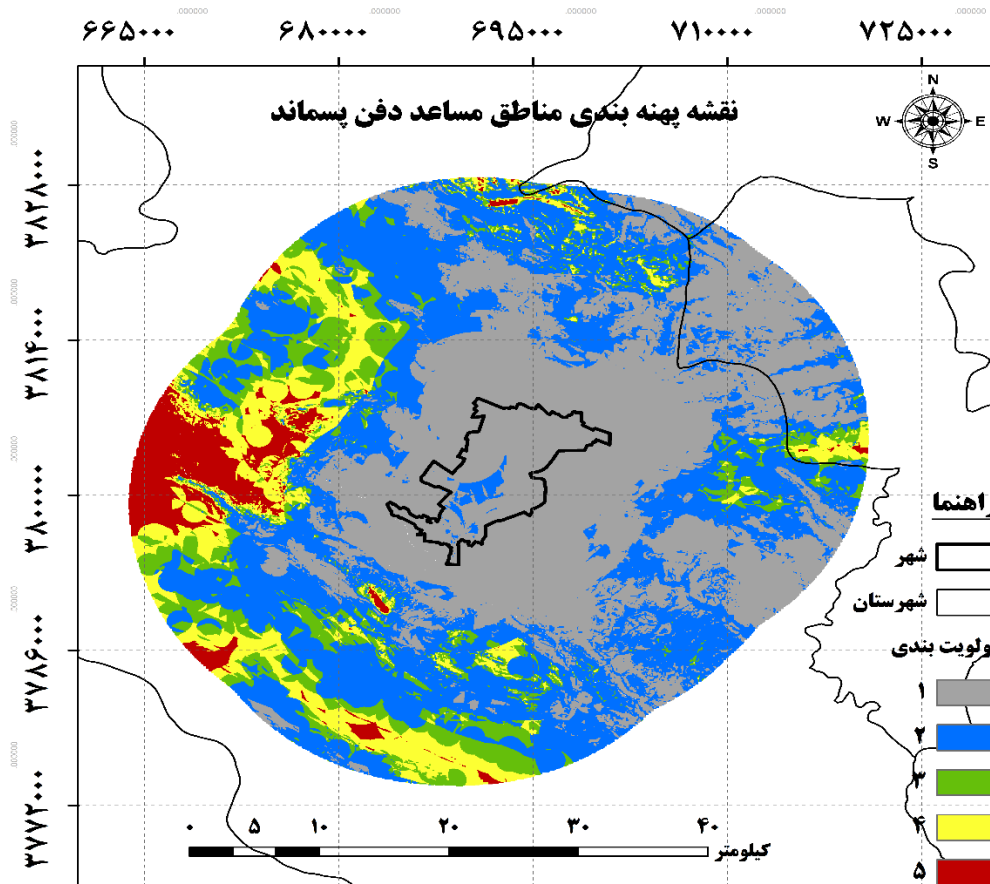 ۶۶۵۰۰۰ ۶۸۰۰۰۰ ۶۹۵۰۰۰ ۷۱۰۰۰۰ ۷۲۵۰۰۰
نقشه پهنه بندی مناطق مساعد دفن پسماند
N
W E
S
۳۸۲۸۰۰۰
۳۸۱۴۰۰۰
۳۸۰۰۰۰۰
۳۷۸۶۰۰۰
۳۷۷۲۰۰۰
راهنما
شهر
شهرستان
ولویت بندی
۱
۲
۳
۴
۵
۰ ۵ ۱۰ ۲۰ ۳۰ ۴۰
کیلومتر